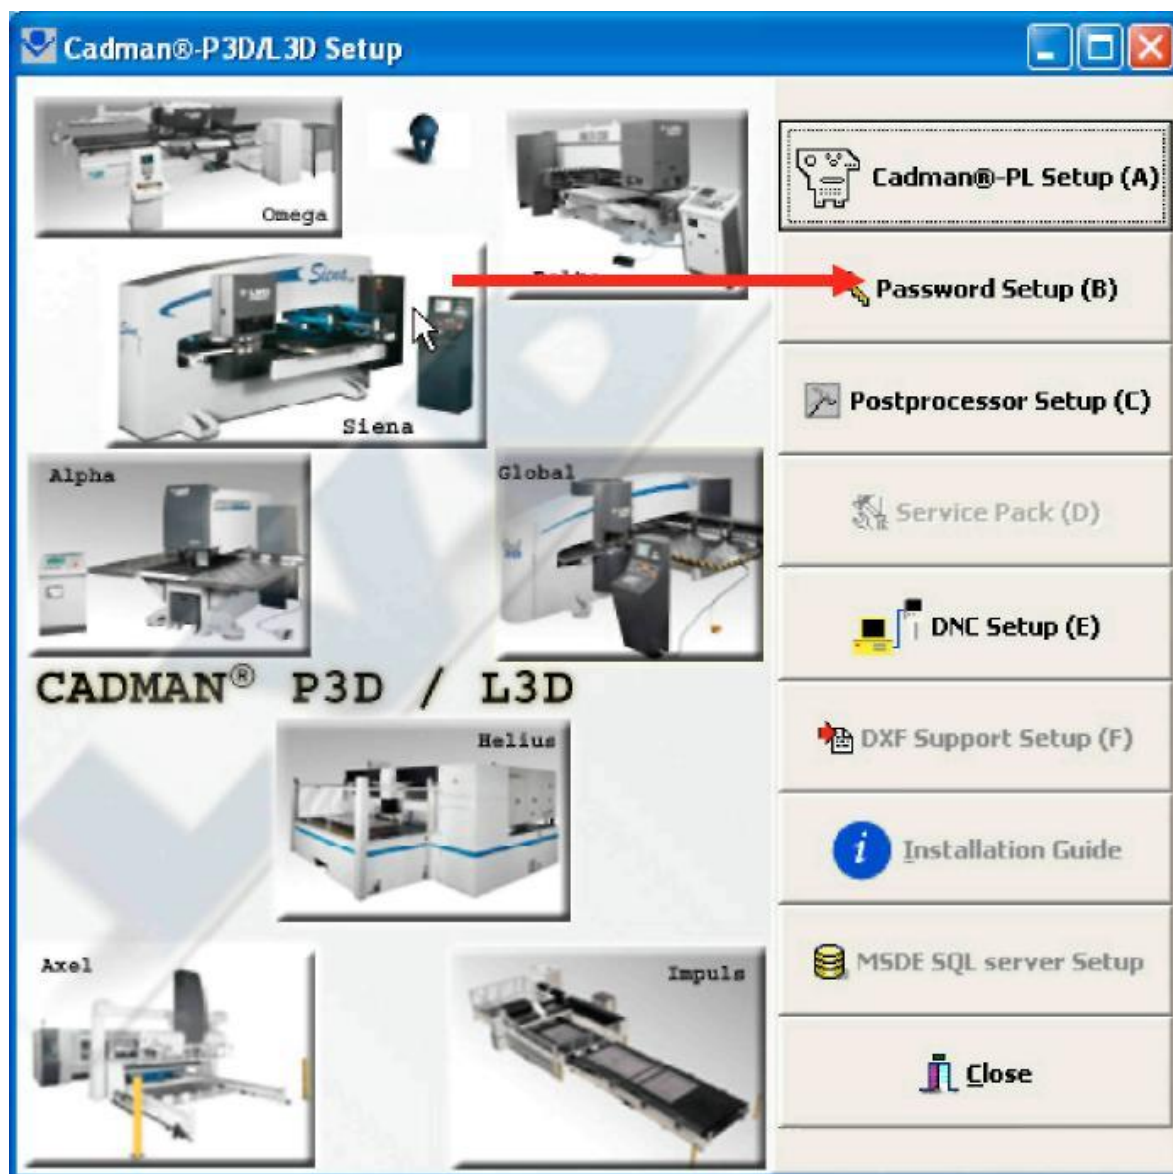 Cadman®-P3D/L3D Setup
Omega
Siena
Siena
Alpha
Global
CADMAN® P3D / L3D
Helius
Axel
Impuls
Cadman®-PL Setup (A)
Password Setup (B)
Postprocessor Setup (C)
Service Pack (D)
DNC Setup (E)
DXF Support Setup (F)
Installation Guide
MSDE SQL server Setup
Close